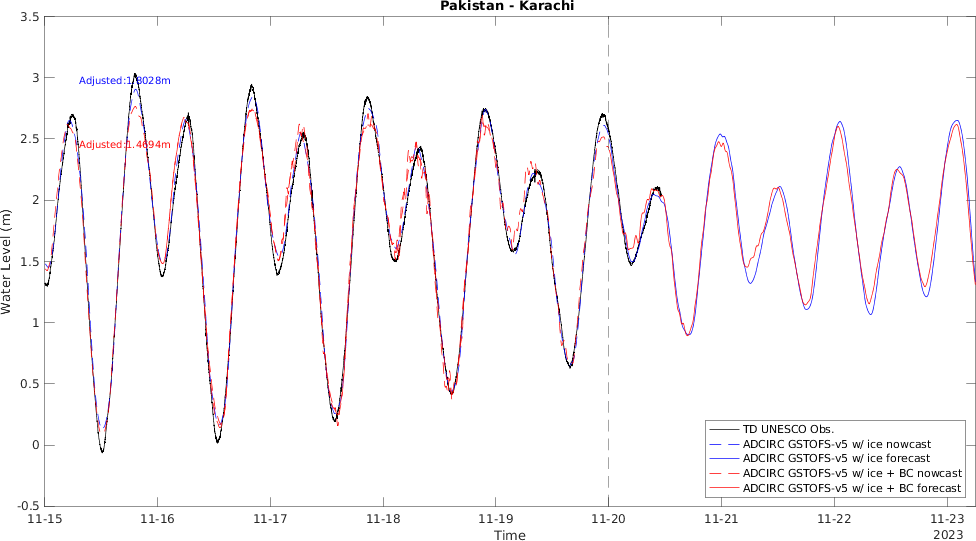 Pakistan - Karachi
3.5
3
2.5
2
1.5
1
0.5
0
-0.5
Water Level (m)
Adjusted:1.8028m
Adjusted:1.4694m
TD UNESCO Obs.
ADCIRC GSTOFS-v5 w/ ice nowcast
ADCIRC GSTOFS-v5 w/ ice forecast
ADCIRC GSTOFS-v5 w/ ice + BC nowcast
ADCIRC GSTOFS-v5 w/ ice + BC forecast
11-15 11-16 11-17 11-18 11-19 11-20 11-21 11-22 11-23
Time
2023